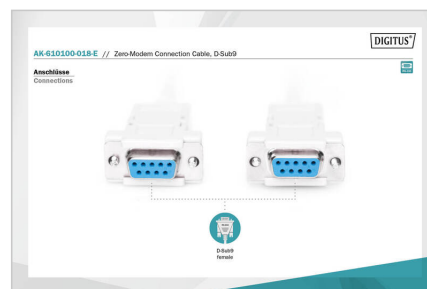 DIGITUS®
AK-610100-018-E // Zero-Modem Connection Cable, D-Sub9
Anschlüsse
Connections
D-Sub9
female